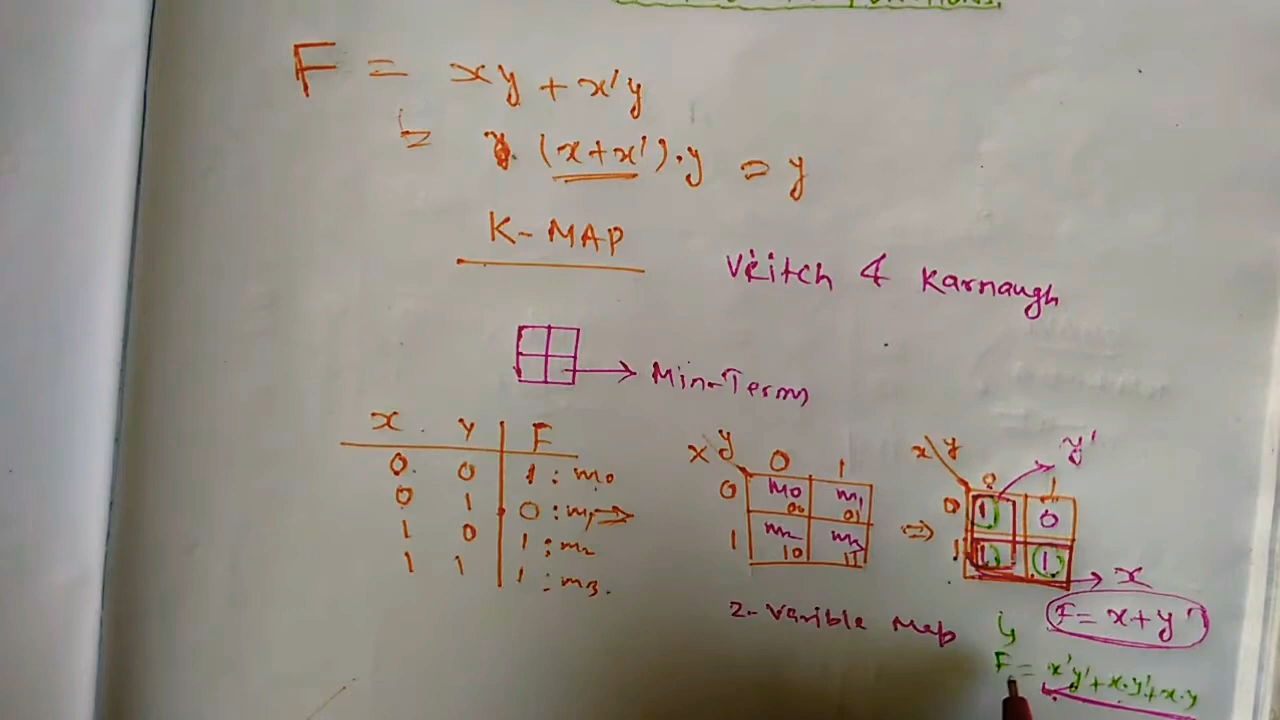 F = xy + x'y
(x+x').y = y
K-MAP
Veitch & Karnaugh
Min-Term
x y F
0 0 1 : m0
0 1 0 : m1
1 0 1 : m2
1 1 1 : m3.
x y 0 1
0 m0 00 m1 01
1 m2 10 m3 11
2-Varible Map
x y 0 1 y'
0 1 0
1 1 1
x
F = x + y'
F = x'y' + x.y' + x.y